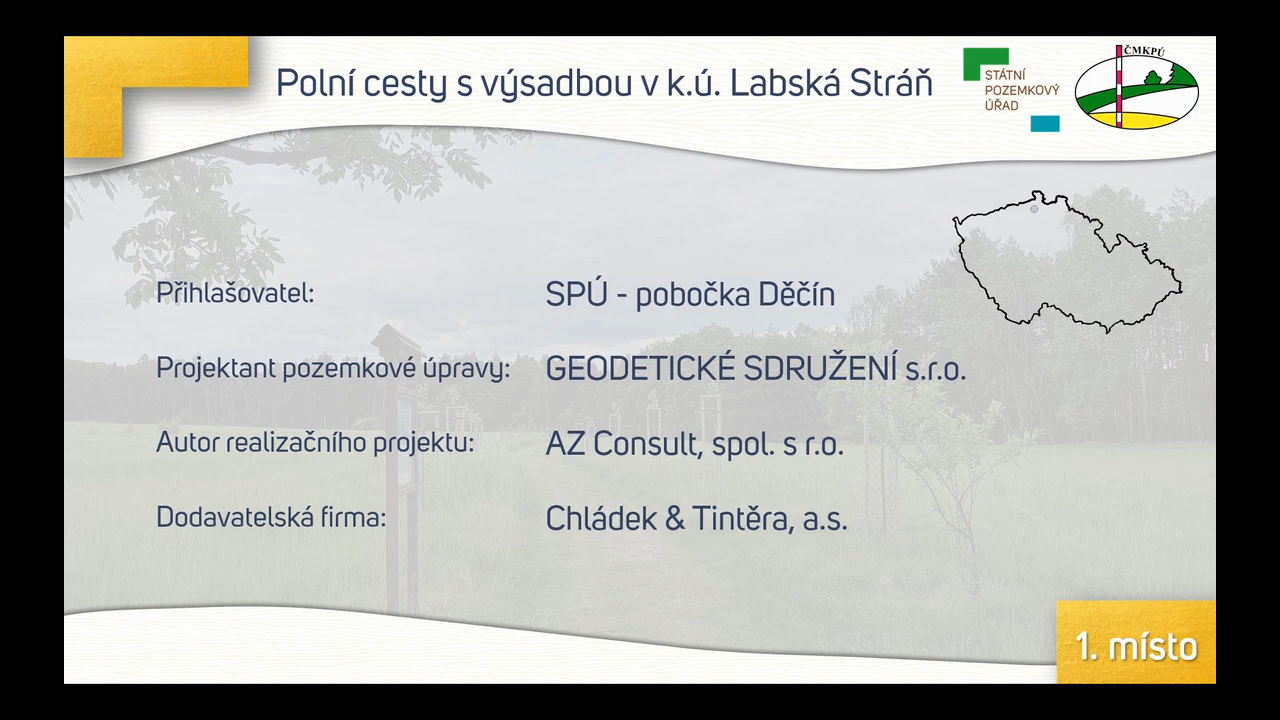 Polní cesty s výsadbou v k.ú. Labská Stráň
STÁTNÍ
POZEMKOVÝ
ÚŘAD
ČMKPÚ
Přihlašovatel: SPÚ - pobočka Děčín
Projektant pozemkové úpravy: GEODETICKÉ SDRUŽENÍ s.r.o.
Autor realizačního projektu: AZ Consult, spol. s r.o.
Dodavatelská firma: Chládek & Tintěra, a.s.
1. místo